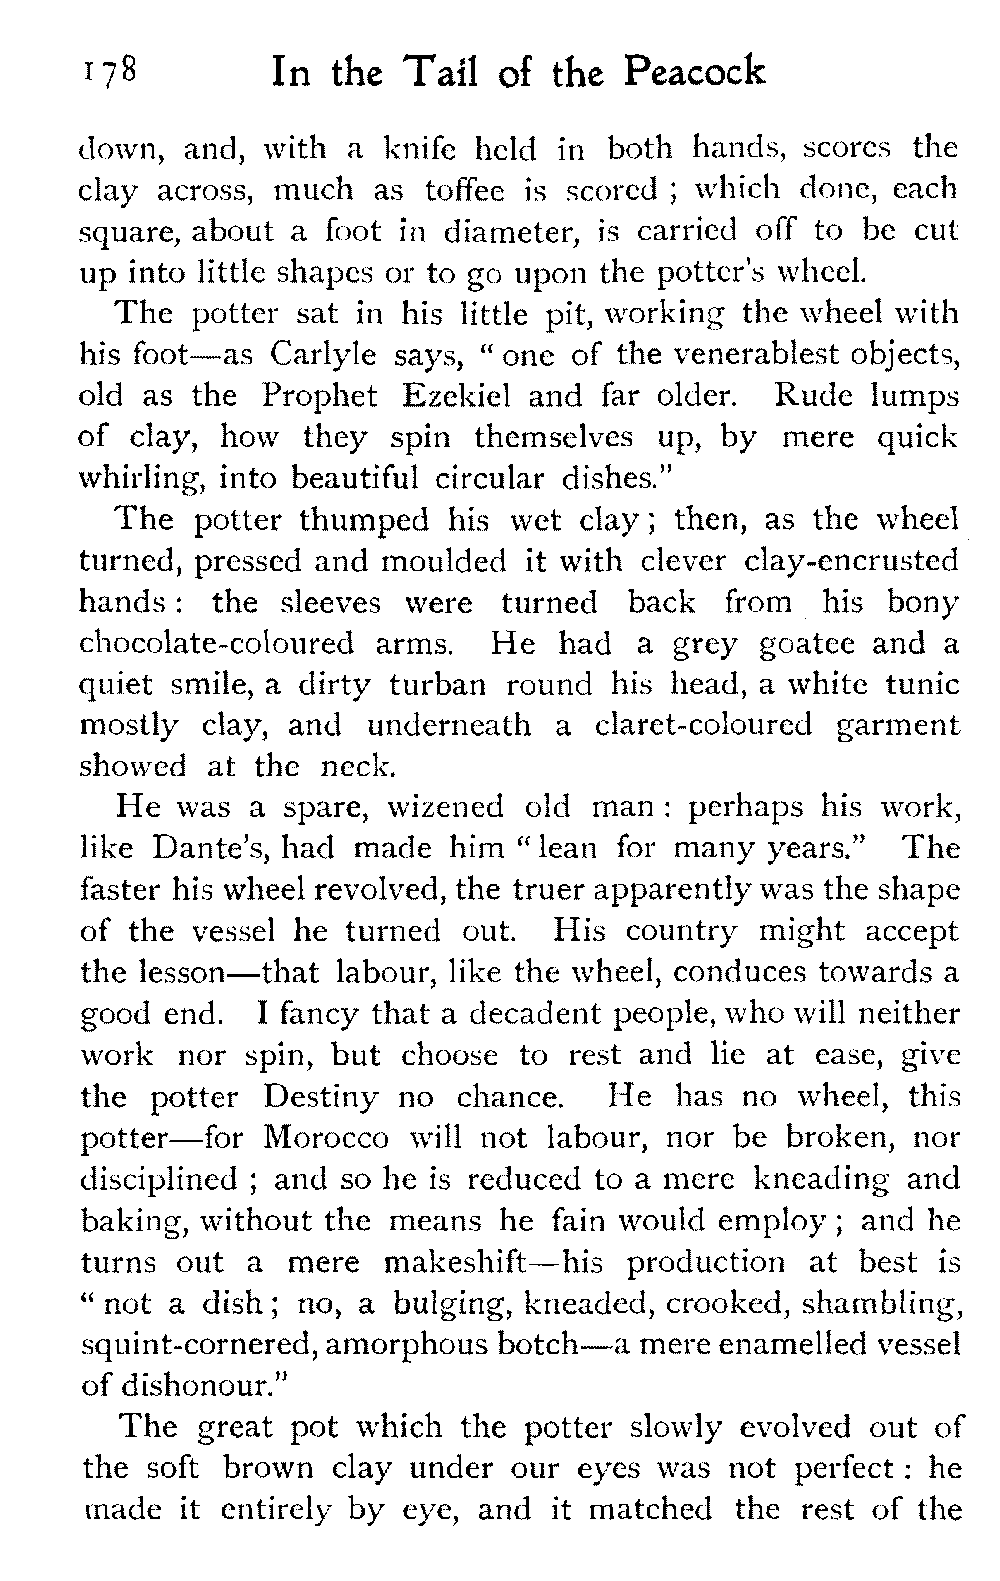 178 In the Tail of the Peacock
down, and, with a knife held in both hands, scores the
clay across, much as toffee is scored ; which done, each
square, about a foot in diameter, is carried off to be cut
up into little shapes or to go upon the potter's wheel.
The potter sat in his little pit, working the wheel with
his foot—as Carlyle says, “ one of the venerablest objects,
old as the Prophet Ezekiel and far older. Rude lumps
of clay, how they spin themselves up, by mere quick
whirling, into beautiful circular dishes.”
The potter thumped his wet clay ; then, as the wheel
turned, pressed and moulded it with clever clay-encrusted
hands : the sleeves were turned back from his bony
chocolate-coloured arms. He had a grey goatee and a
quiet smile, a dirty turban round his head, a white tunic
mostly clay, and underneath a claret-coloured garment
showed at the neck.
He was a spare, wizened old man : perhaps his work,
like Dante's, had made him “ lean for many years.” The
faster his wheel revolved, the truer apparently was the shape
of the vessel he turned out. His country might accept
the lesson—that labour, like the wheel, conduces towards a
good end. I fancy that a decadent people, who will neither
work nor spin, but choose to rest and lie at ease, give
the potter Destiny no chance. He has no wheel, this
potter—for Morocco will not labour, nor be broken, nor
disciplined ; and so he is reduced to a mere kneading and
baking, without the means he fain would employ ; and he
turns out a mere makeshift—his production at best is
“ not a dish ; no, a bulging, kneaded, crooked, shambling,
squint-cornered, amorphous botch—a mere enamelled vessel
of dishonour.”
The great pot which the potter slowly evolved out of
the soft brown clay under our eyes was not perfect : he
made it entirely by eye, and it matched the rest of the